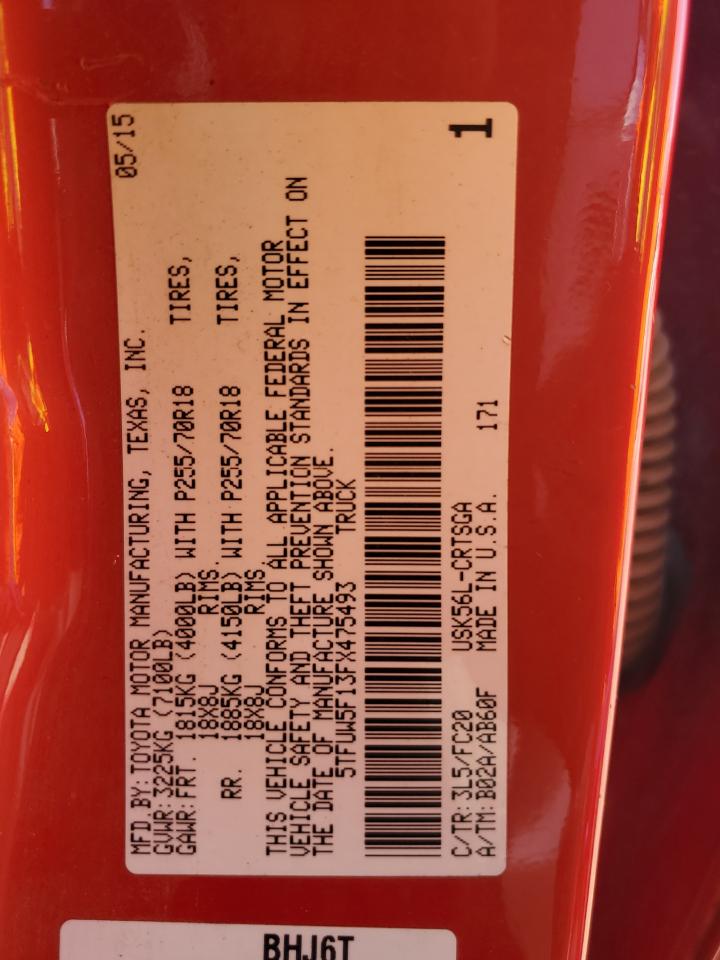 MFD.BY:TOYOTA MOTOR MANUFACTURING, TEXAS, INC. 05/15
GVWR:3225KG (7100LB)
GAWR:FRT. 1815KG (4000LB) WITH P255/70R18 TIRES,
18X8J RIMS.
RR. 1885KG (4150LB) WITH P255/70R18 TIRES,
18X8J RIMS.
THIS VEHICLE CONFORMS TO ALL APPLICABLE FEDERAL MOTOR
VEHICLE SAFETY AND THEFT PREVENTION STANDARDS IN EFFECT ON
THE DATE OF MANUFACTURE SHOWN ABOVE.
5TFUW5F13FX475493 TRUCK
C/TR:3L5/FC20 USK56L-CRTSGA
A/TM:B02A/AB60F MADE IN U.S.A. 171
1
BHJ6T